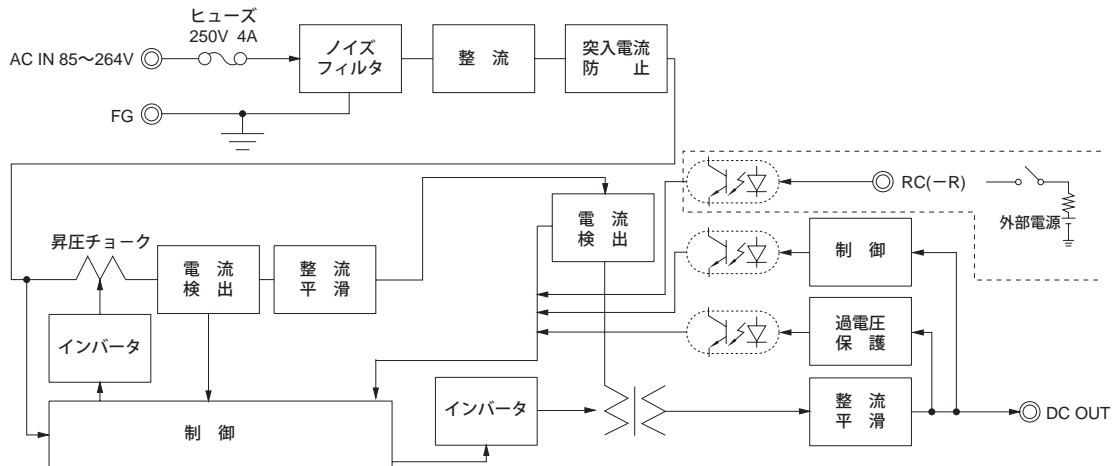 ヒューズ
250V 4A
AC IN 85〜264V
ノイズ
フィルタ
整 流
突入電流
防 止
FG
RC(−R)
外部電源
電 流
検 出
昇圧チョーク
電 流
検 出
整 流
平 滑
制 御
過電圧
保 護
インバータ
インバータ
整 流
平 滑
DC OUT
制 御